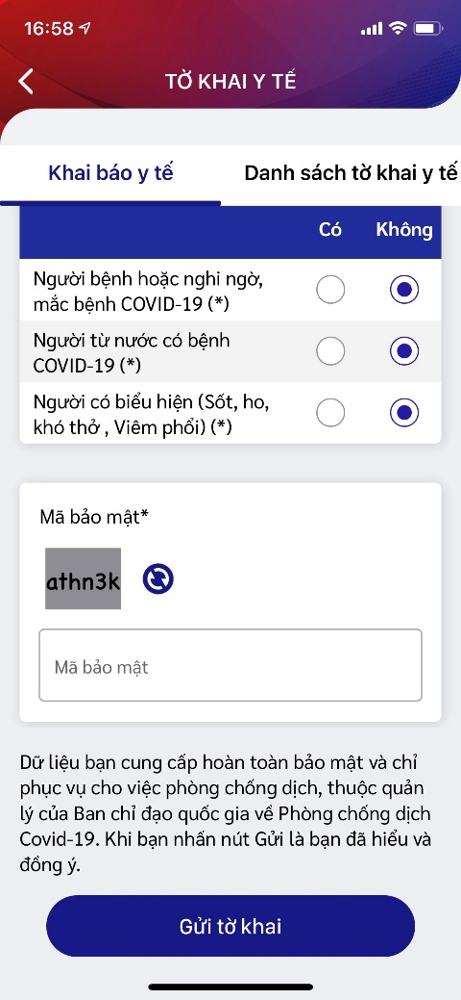 16:58
TỜ KHAI Y TẾ
Khai báo y tế
Danh sách tờ khai y tế
Có Không
Người bệnh hoặc nghi ngờ,
mắc bệnh COVID-19 (*)
Người từ nước có bệnh
COVID-19 (*)
Người có biểu hiện (Sốt, ho,
khó thở , Viêm phổi) (*)
Mã bảo mật*
athn3k
Mã bảo mật
Dữ liệu bạn cung cấp hoàn toàn bảo mật và chỉ
phục vụ cho việc phòng chống dịch, thuộc quản
lý của Ban chỉ đạo quốc gia về Phòng chống dịch
Covid-19. Khi bạn nhấn nút Gửi là bạn đã hiểu và
đồng ý.
Gửi tờ khai